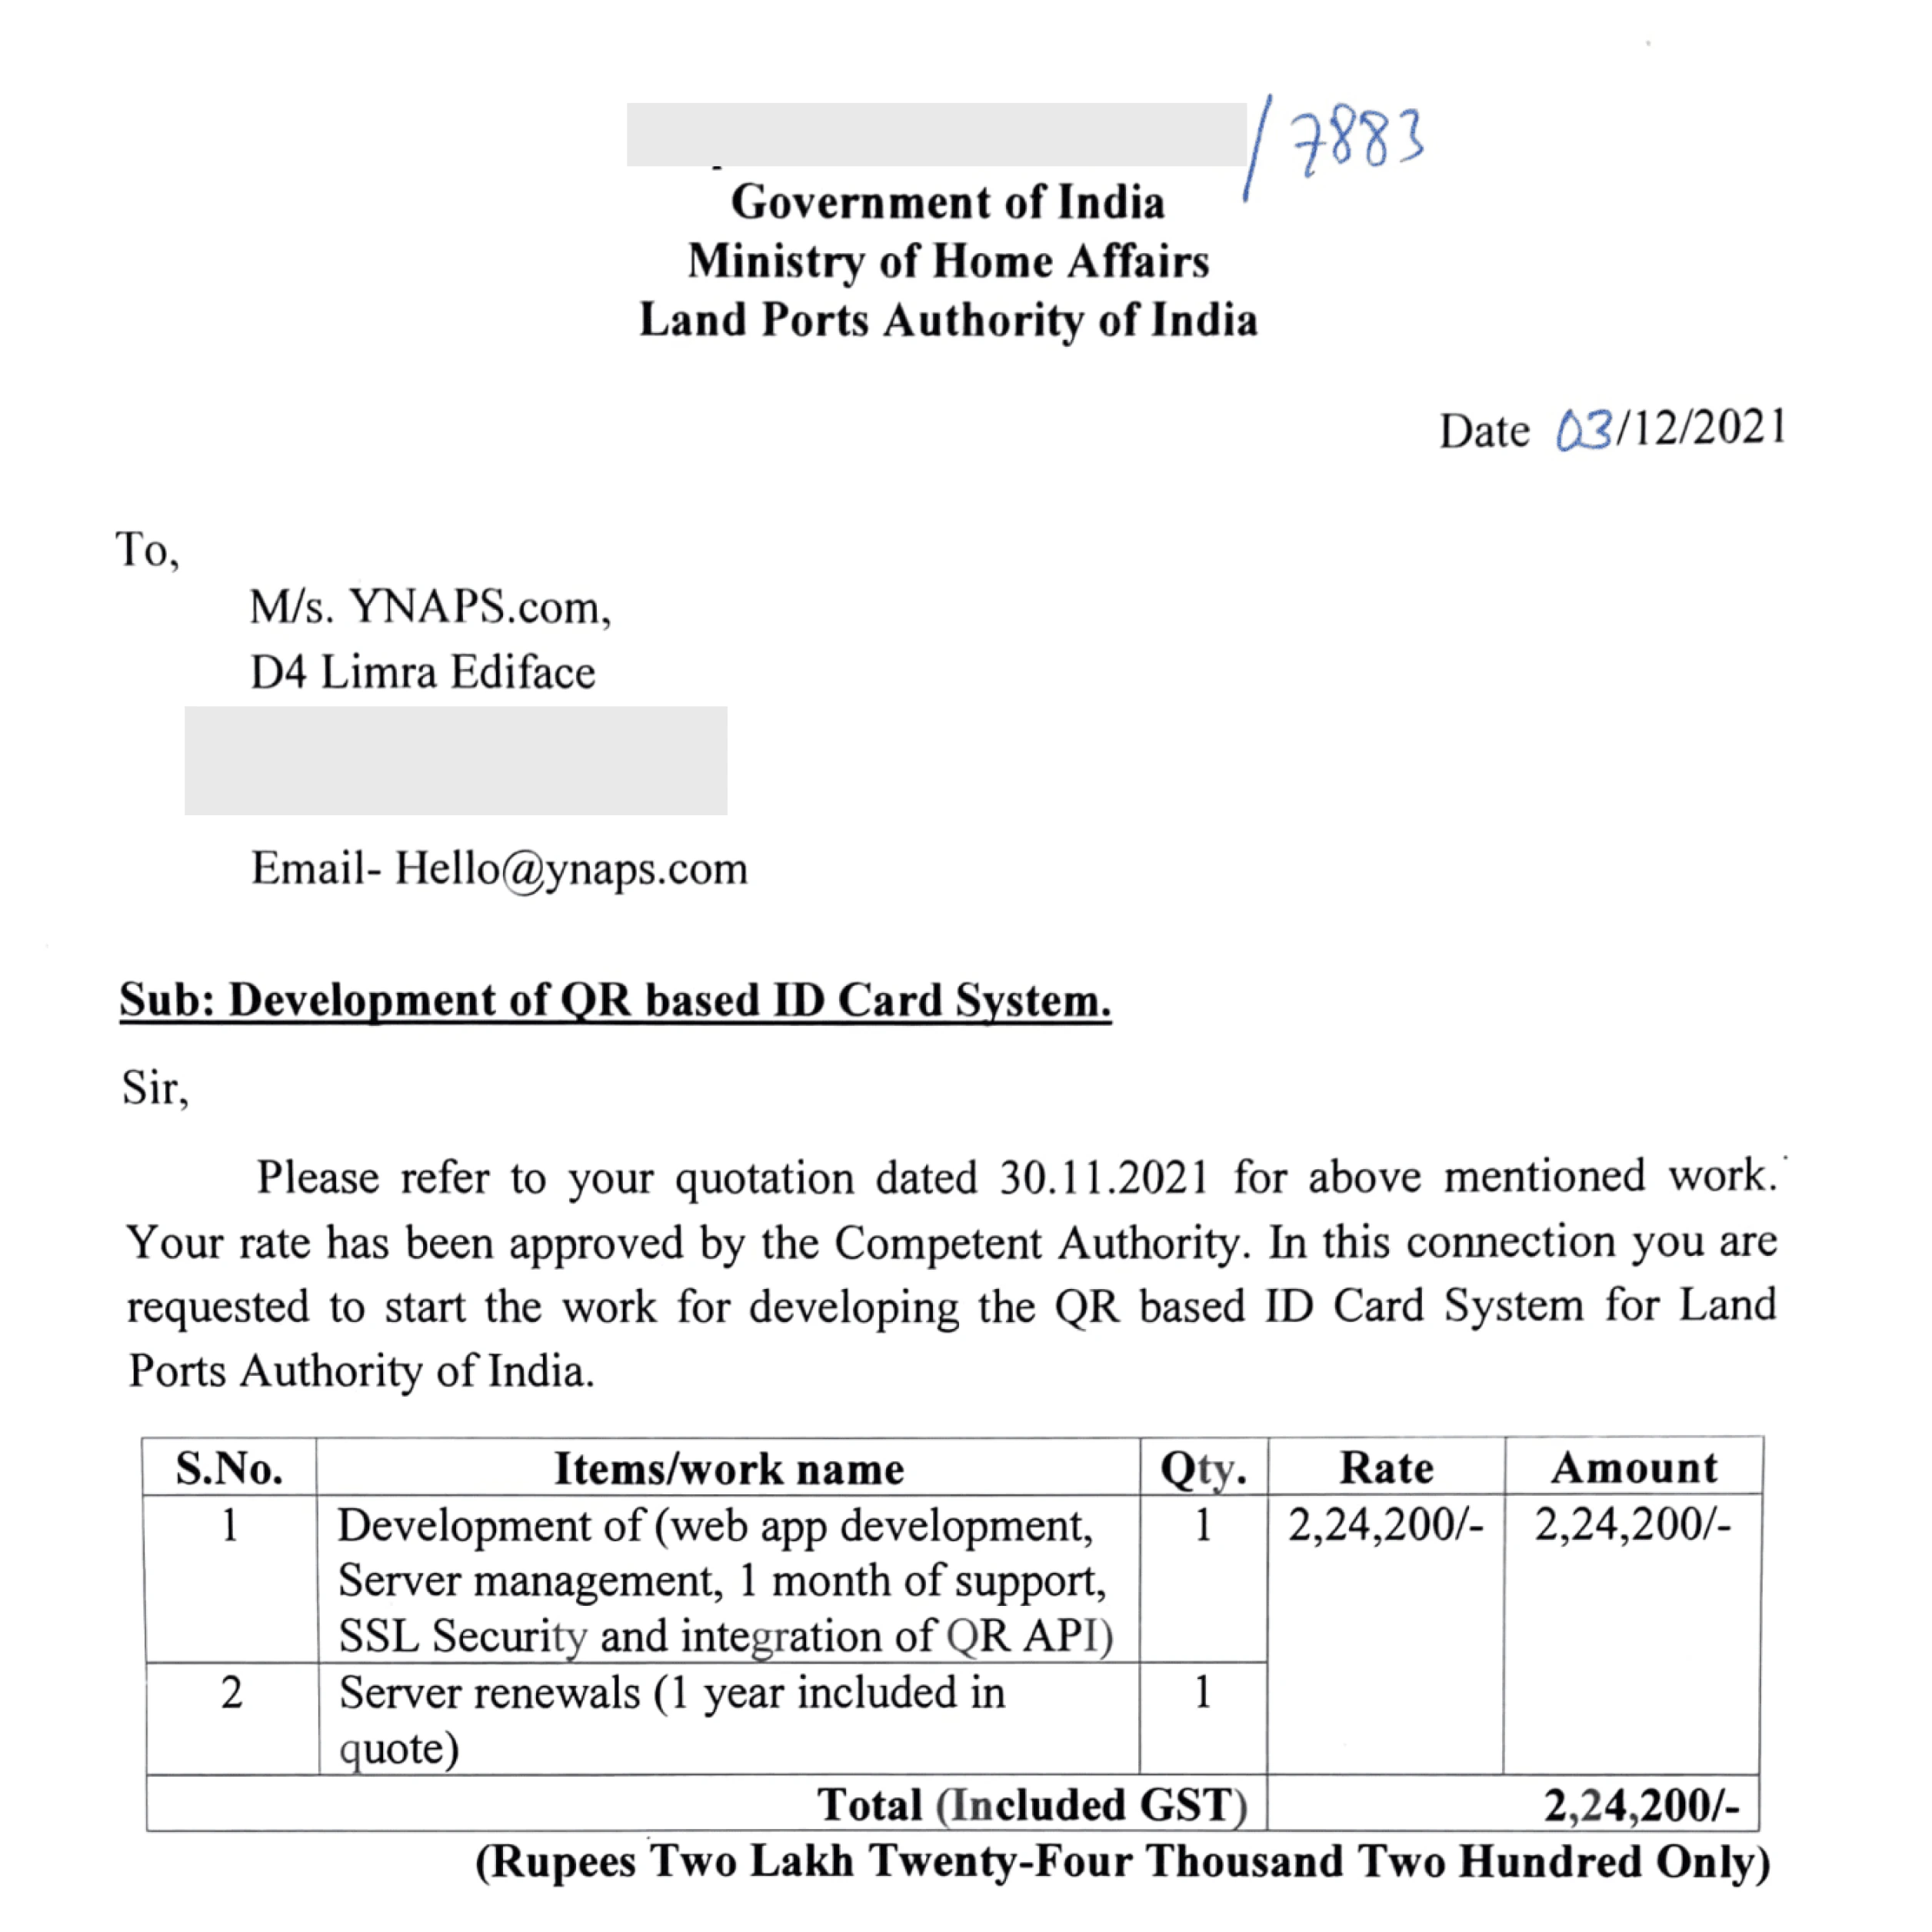 /7883
Government of India
Ministry of Home Affairs
Land Ports Authority of India
Date 03/12/2021
To,
M/s. YNAPS.com,
D4 Limra Ediface
Email- Hello@ynaps.com
Sub: Development of QR based ID Card System.
Sir,
Please refer to your quotation dated 30.11.2021 for above mentioned work.
Your rate has been approved by the Competent Authority. In this connection you are
requested to start the work for developing the QR based ID Card System for Land
Ports Authority of India.
S.No. Items/work name Qty. Rate Amount
1 Development of (web app development, 1 2,24,200/- 2,24,200/-
Server management, 1 month of support,
SSL Security and integration of QR API)
2 Server renewals (1 year included in 1
quote)
Total (Included GST) 2,24,200/-
(Rupees Two Lakh Twenty-Four Thousand Two Hundred Only)